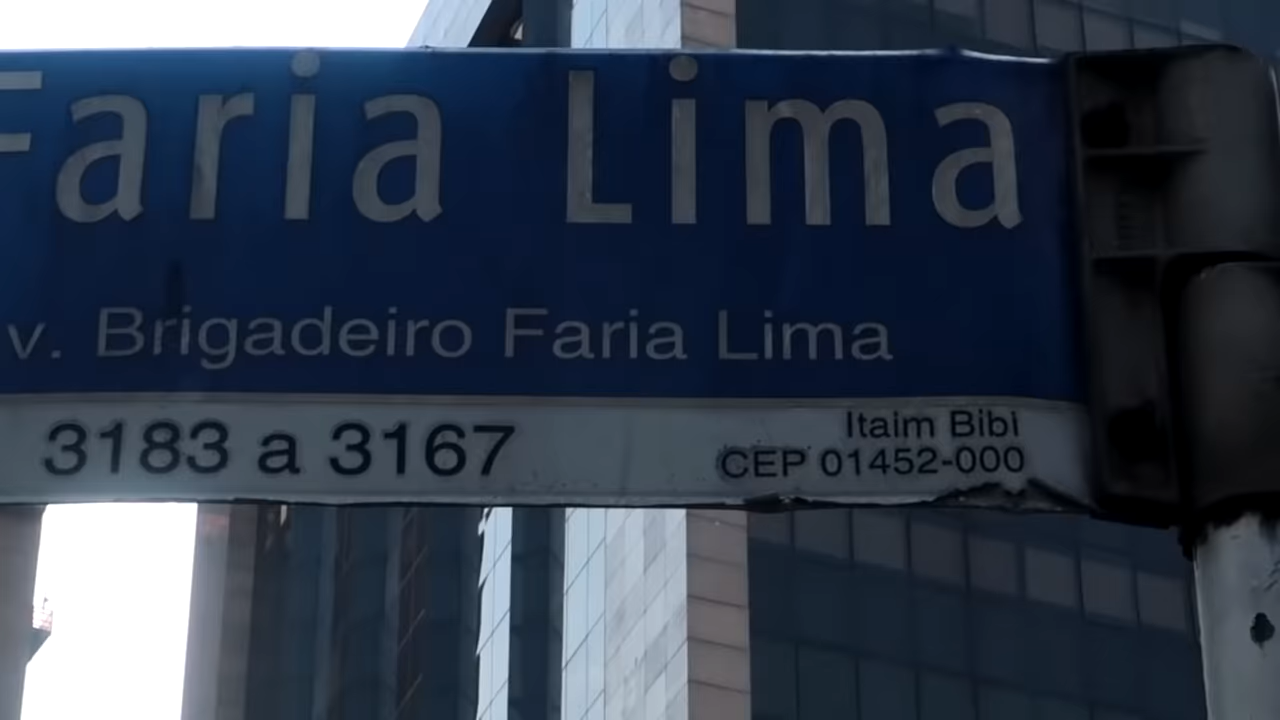 Faria Lima
v. Brigadeiro Faria Lima
3183 a 3167
Itaim Bibi
CEP 01452-000